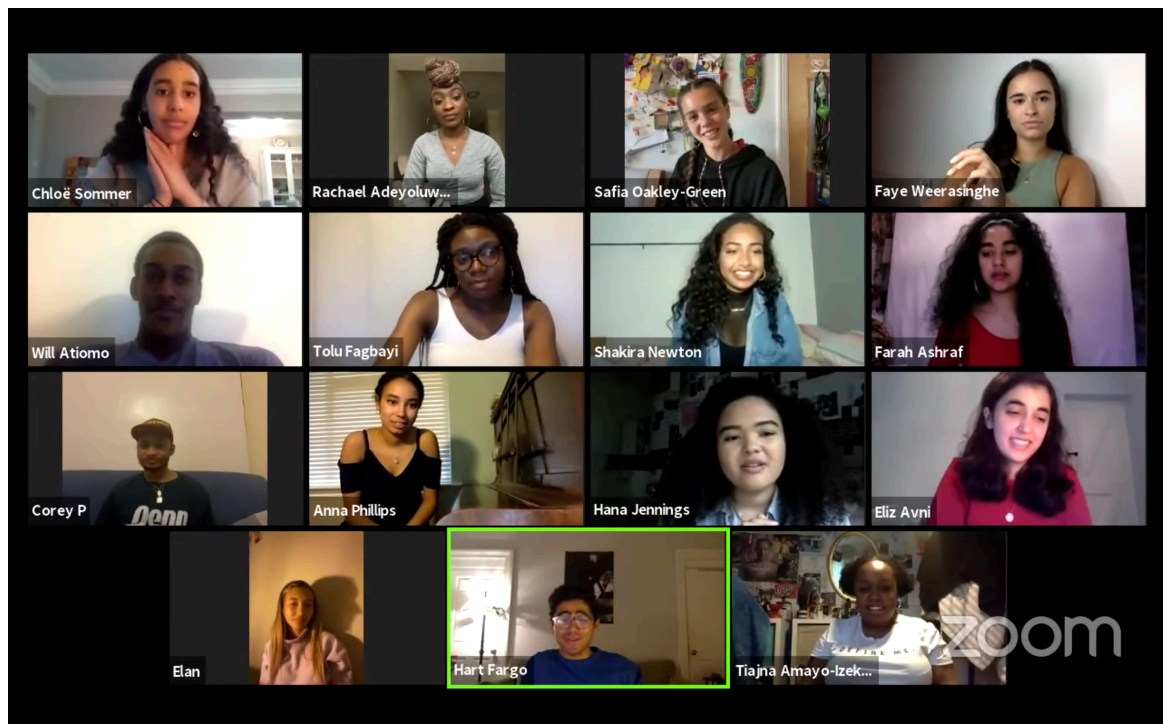 Chloë Sommer
Rachael Adeyoluw...
Safia Oakley-Green
Faye Weerasinghe
Will Atiomo
Tolu Fagbayi
Shakira Newton
Farah Ashraf
Corey P
Anna Phillips
Hana Jennings
Eliz Avni
Elan
Hart Fargo
Tiajna Amayo-Izek...
zoom